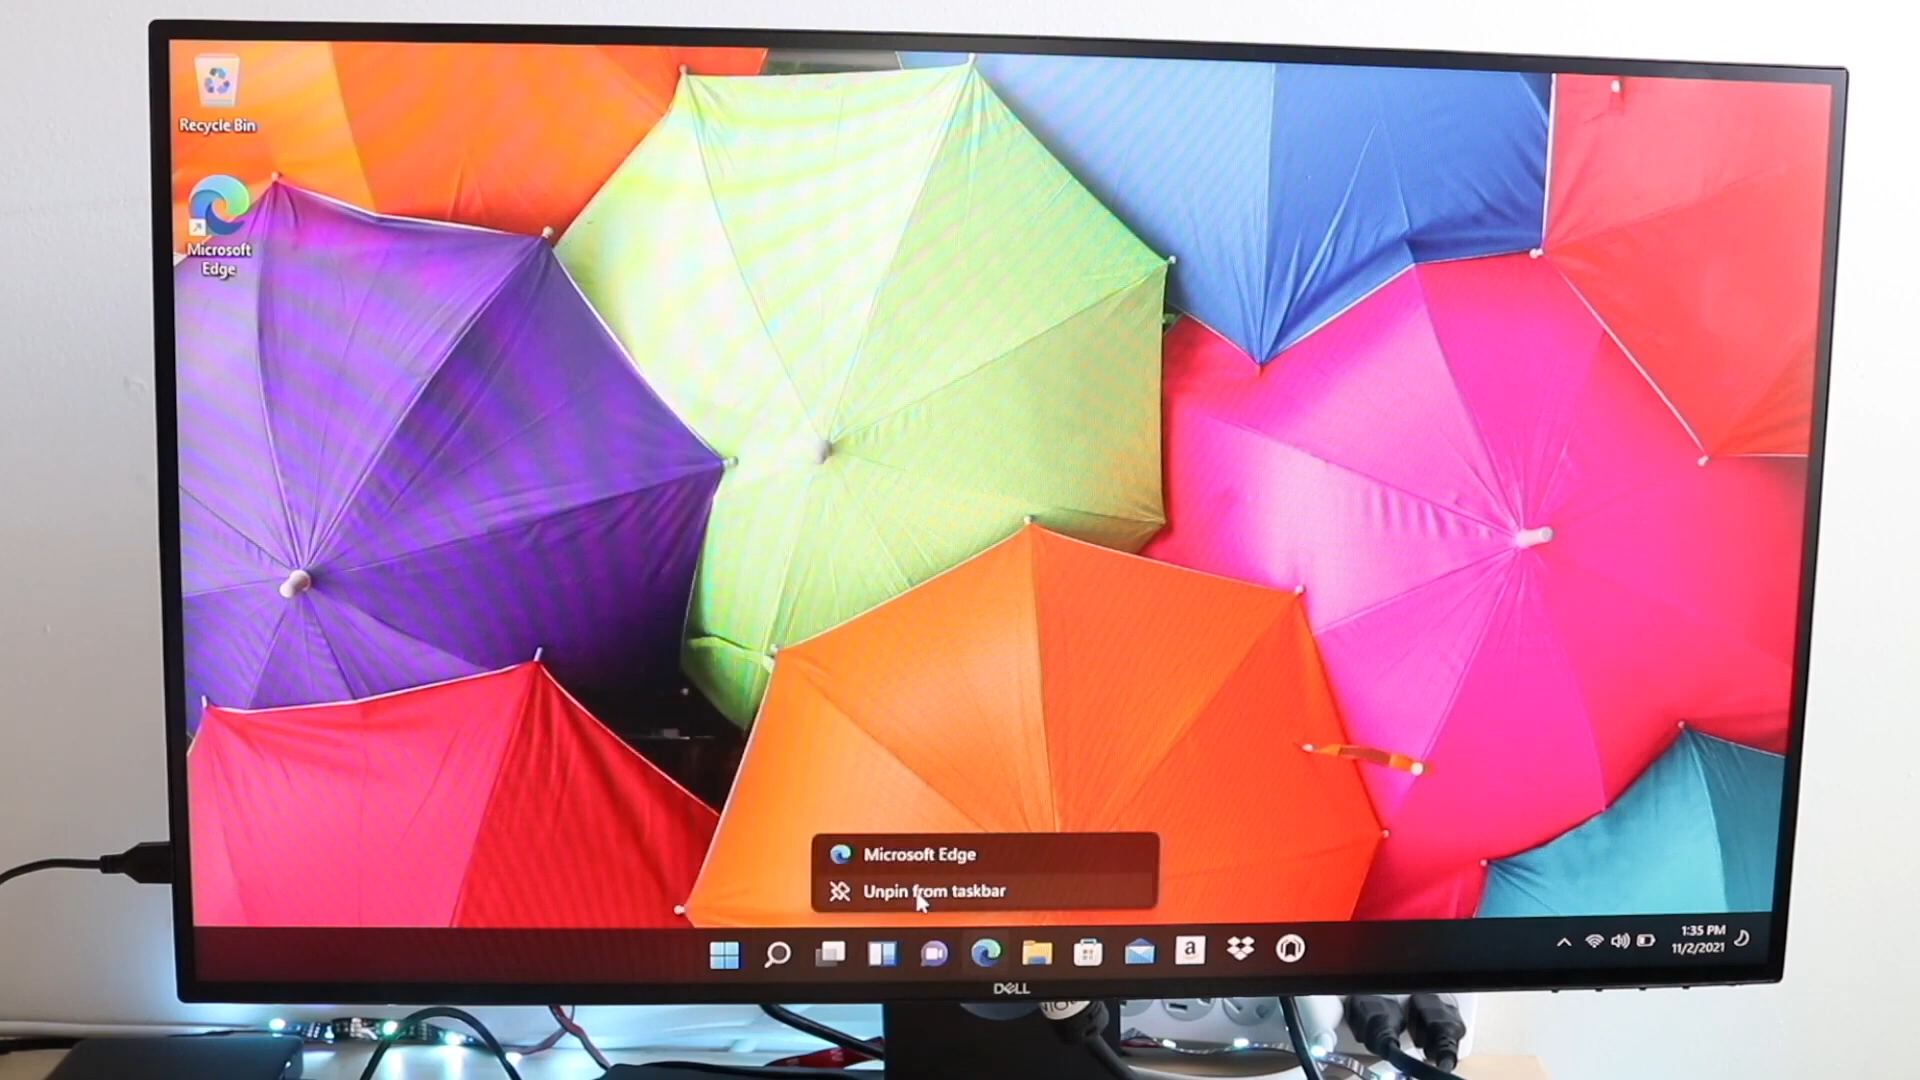 Recycle Bin
Microsoft
Edge
Microsoft Edge
Unpin from taskbar
a
1:35 PM
11/2/2021
DELL